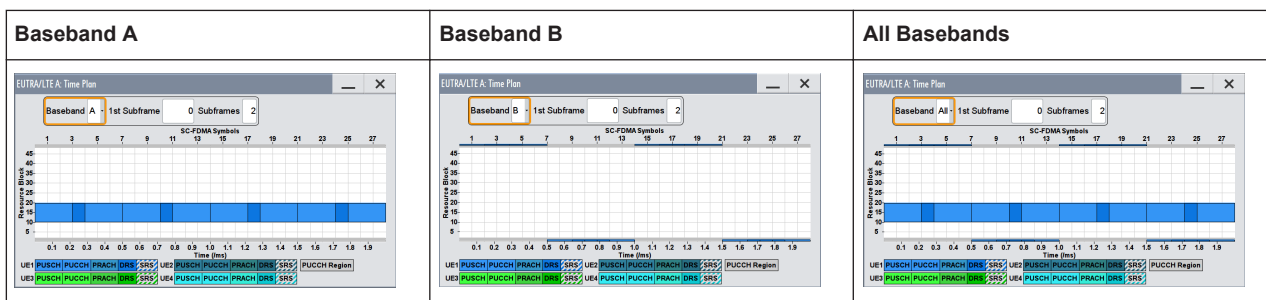 Baseband A
Baseband B
All Basebands
EUTRA/LTE A: Time Plan
Baseband A 1st Subframe 0 Subframes 2
SC-FDMA Symbols
1 3 5 7 9 11 13 15 17 19 21 23 25 27
Resource Block
45
40
35
30
25
20
15
10
5
0.1 0.2 0.3 0.4 0.5 0.6 0.7 0.8 0.9 1.0 1.1 1.2 1.3 1.4 1.5 1.6 1.7 1.8 1.9
Time (/ms)
UE1 PUSCH PUCCH PRACH DRS SRS UE2 PUSCH PUCCH PRACH DRS SRS PUCCH Region
UE3 PUSCH PUCCH PRACH DRS SRS UE4 PUSCH PUCCH PRACH DRS SRS
EUTRA/LTE A: Time Plan
Baseband B 1st Subframe 0 Subframes 2
SC-FDMA Symbols
1 3 5 7 9 11 13 15 17 19 21 23 25 27
Resource Block
45
40
35
30
25
20
15
10
5
0.1 0.2 0.3 0.4 0.5 0.6 0.7 0.8 0.9 1.0 1.1 1.2 1.3 1.4 1.5 1.6 1.7 1.8 1.9
Time (/ms)
UE1 PUSCH PUCCH PRACH DRS SRS UE2 PUSCH PUCCH PRACH DRS SRS PUCCH Region
UE3 PUSCH PUCCH PRACH DRS SRS UE4 PUSCH PUCCH PRACH DRS SRS
EUTRA/LTE A: Time Plan
Baseband All 1st Subframe 0 Subframes 2
SC-FDMA Symbols
1 3 5 7 9 11 13 15 17 19 21 23 25 27
Resource Block
45
40
35
30
25
20
15
10
5
0.1 0.2 0.3 0.4 0.5 0.6 0.7 0.8 0.9 1.0 1.1 1.2 1.3 1.4 1.5 1.6 1.7 1.8 1.9
Time (/ms)
UE1 PUSCH PUCCH PRACH DRS SRS UE2 PUSCH PUCCH PRACH DRS SRS PUCCH Region
UE3 PUSCH PUCCH PRACH DRS SRS UE4 PUSCH PUCCH PRACH DRS SRS